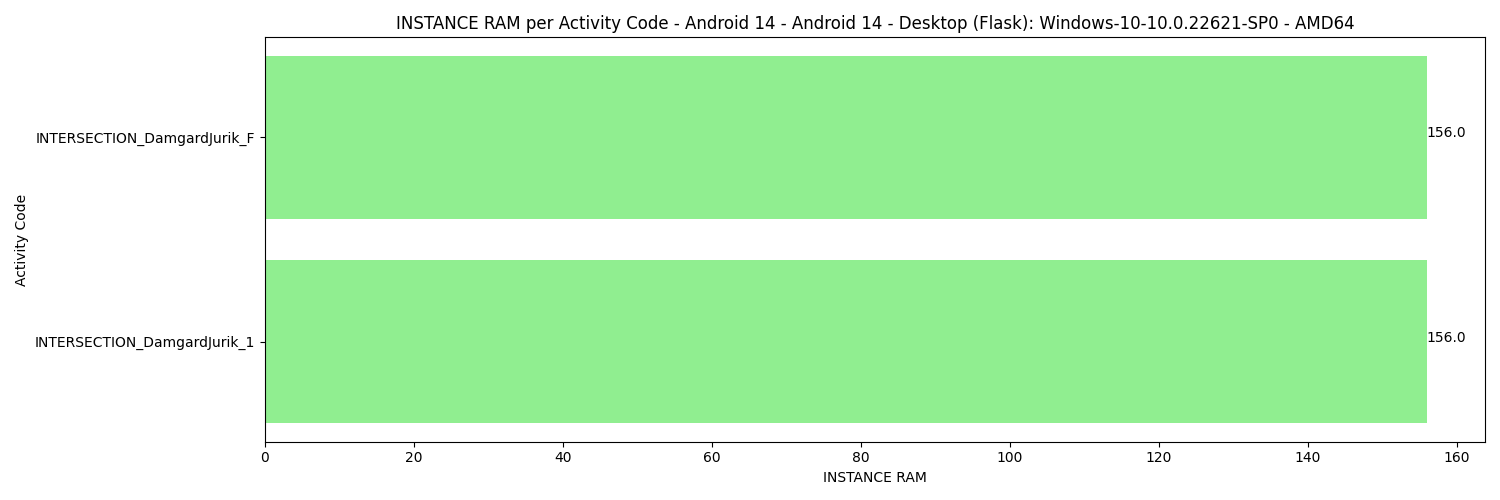 INSTANCE RAM per Activity Code - Android 14 - Android 14 - Desktop (Flask): Windows-10-10.0.22621-SP0 - AMD64
Activity Code
INTERSECTION_DamgardJurik_F
156.0
INTERSECTION_DamgardJurik_1
156.0
0 20 40 60 80 100 120 140 160
INSTANCE RAM